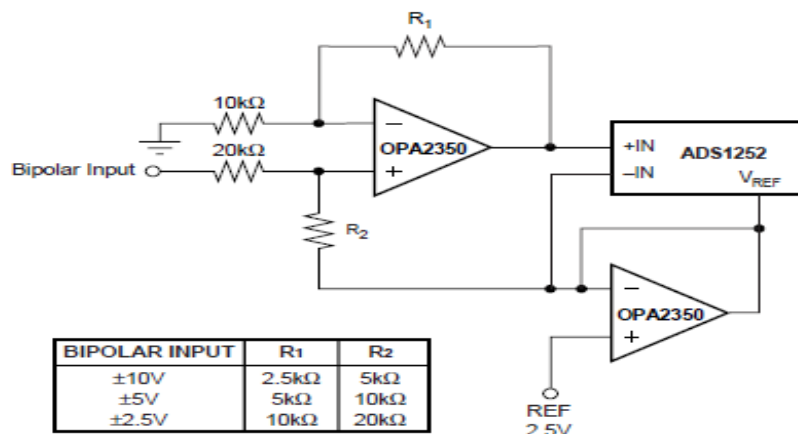 R₁
10kΩ
20kΩ
−
+
OPA2350
Bipolar Input
R₂
+IN
–IN
ADS1252
VREF
−
+
OPA2350
REF
2.5V
BIPOLAR INPUT R1 R2
±10V 2.5kΩ 5kΩ
±5V 5kΩ 10kΩ
±2.5V 10kΩ 20kΩ